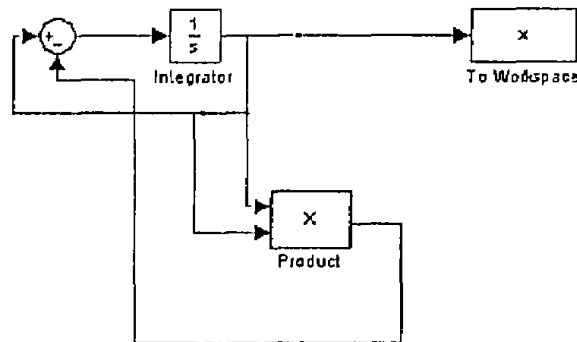 +
−
1
s
Integrator
x
To Workspace
×
Product